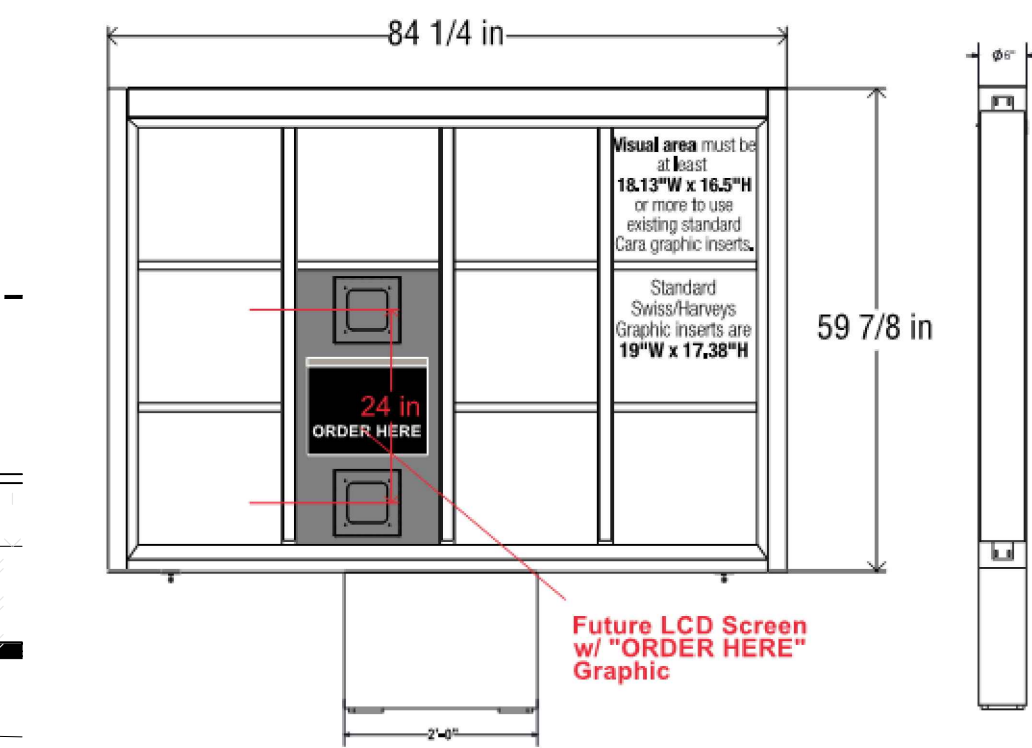 84 1/4 in
ø6"
Visual area must be
at least
18.13"W x 16.5"H
or more to use
existing standard
Cara graphic inserts.
Standard
Swiss/Harveys
Graphic inserts are
19"W x 17.38"H
59 7/8 in
24 in
ORDER HERE
Future LCD Screen
w/ "ORDER HERE"
Graphic
2'-0"